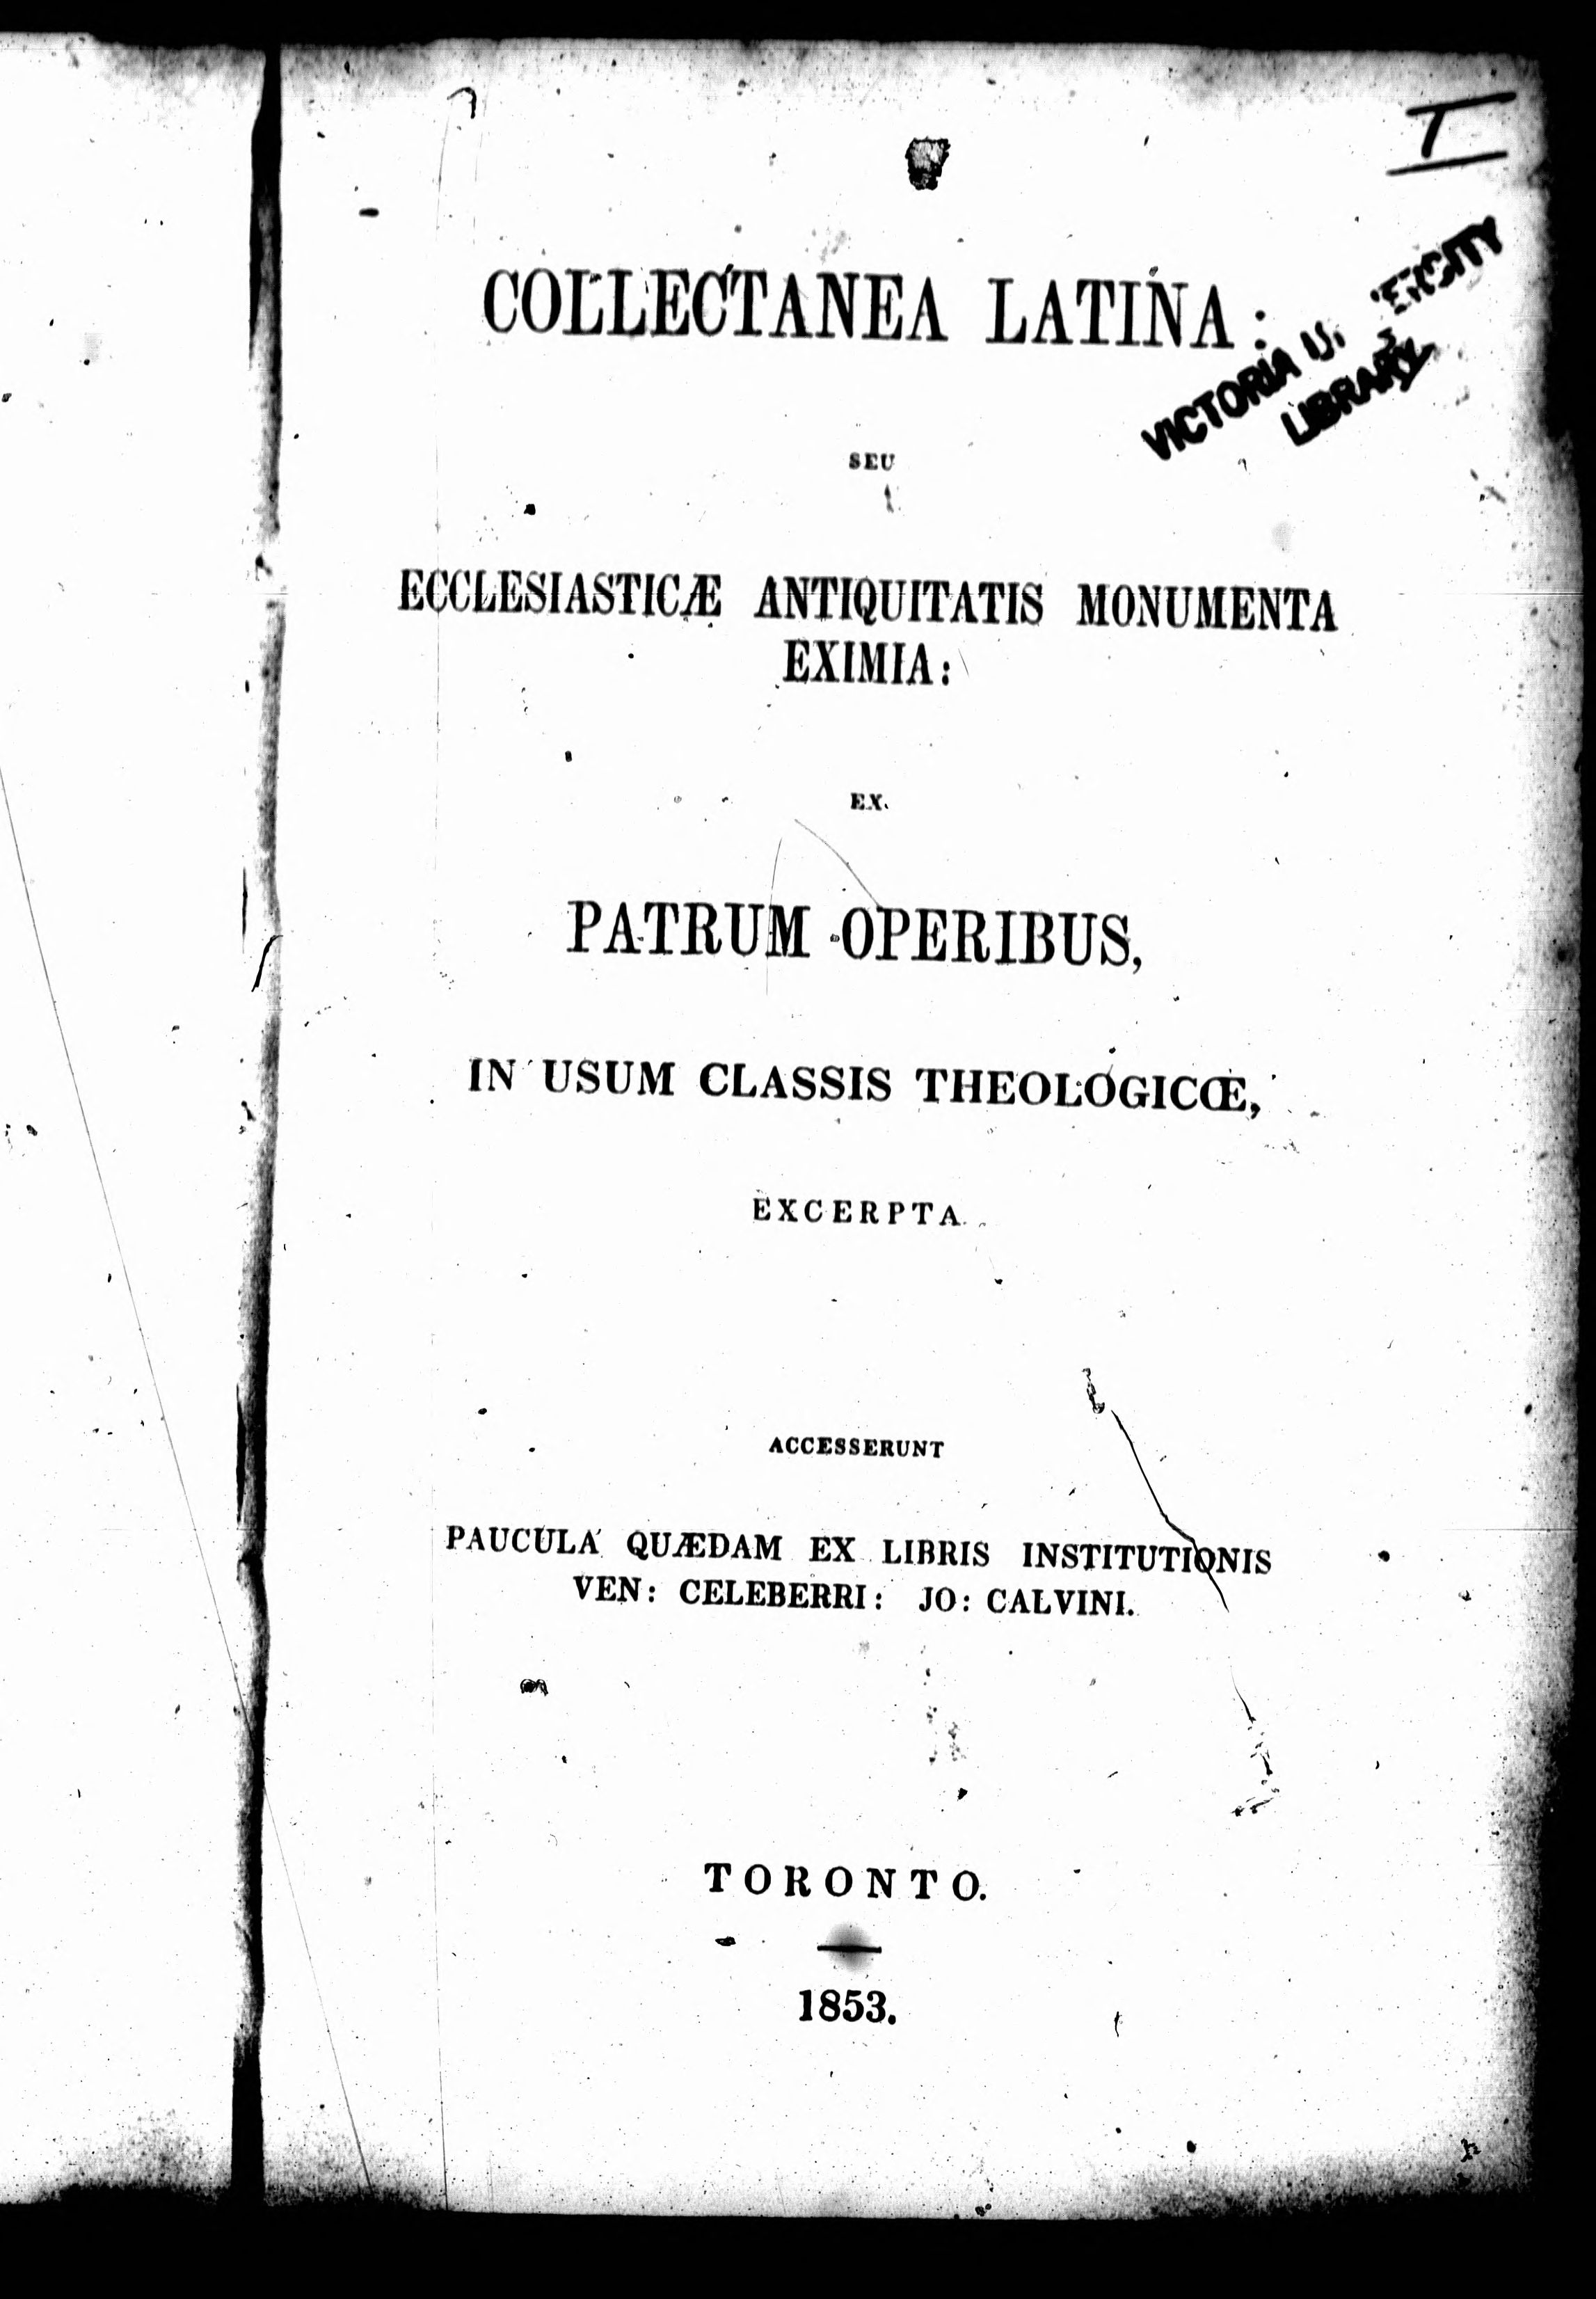 T
COLLECTANEA LATINA:
VICTORIA
LIBRARY
SEU
ECCLESIASTICÆ ANTIQUITATIS MONUMENTA
EXIMIA:
EX
PATRUM OPERIBUS,
IN USUM CLASSIS THEOLOGICŒ,
EXCERPTA
ACCESSERUNT
PAUCULA QUÆDAM EX LIBRIS INSTITUTIONIS
VEN: CELEBERRI: JO: CALVINI.
TORONTO.
1853.